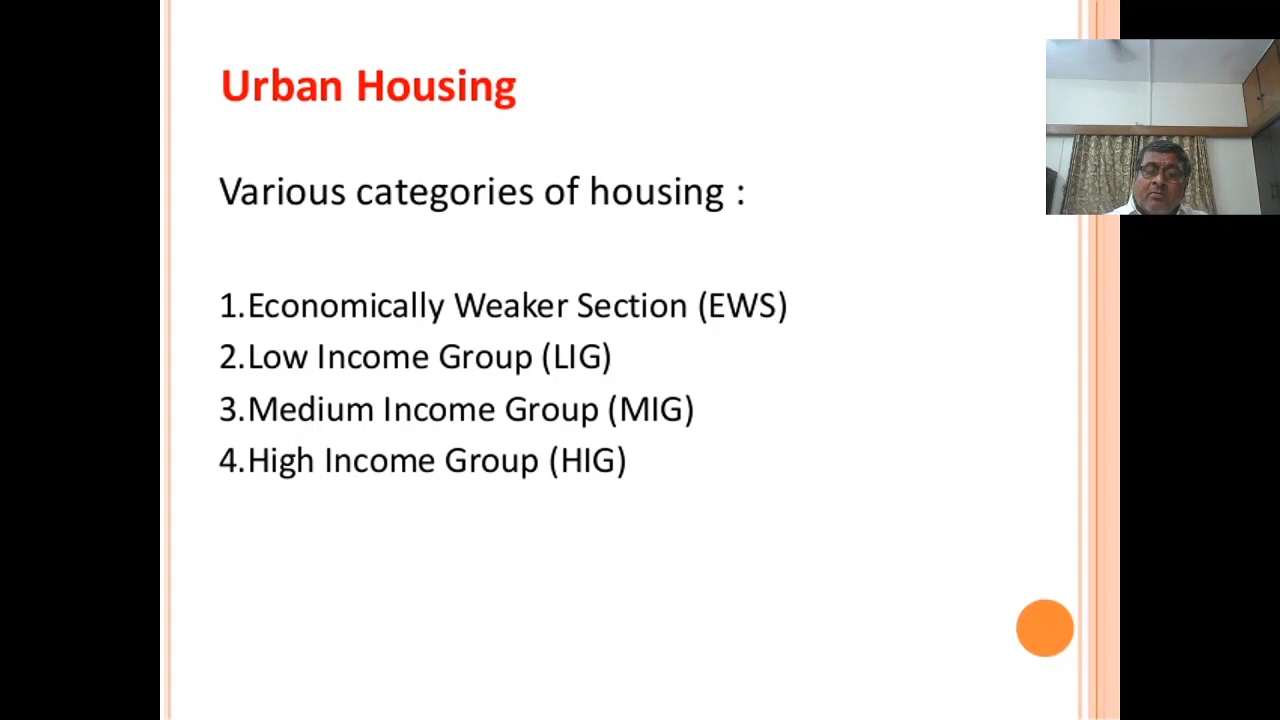 Urban Housing
Various categories of housing :
1.Economically Weaker Section (EWS)
2.Low Income Group (LIG)
3.Medium Income Group (MIG)
4.High Income Group (HIG)